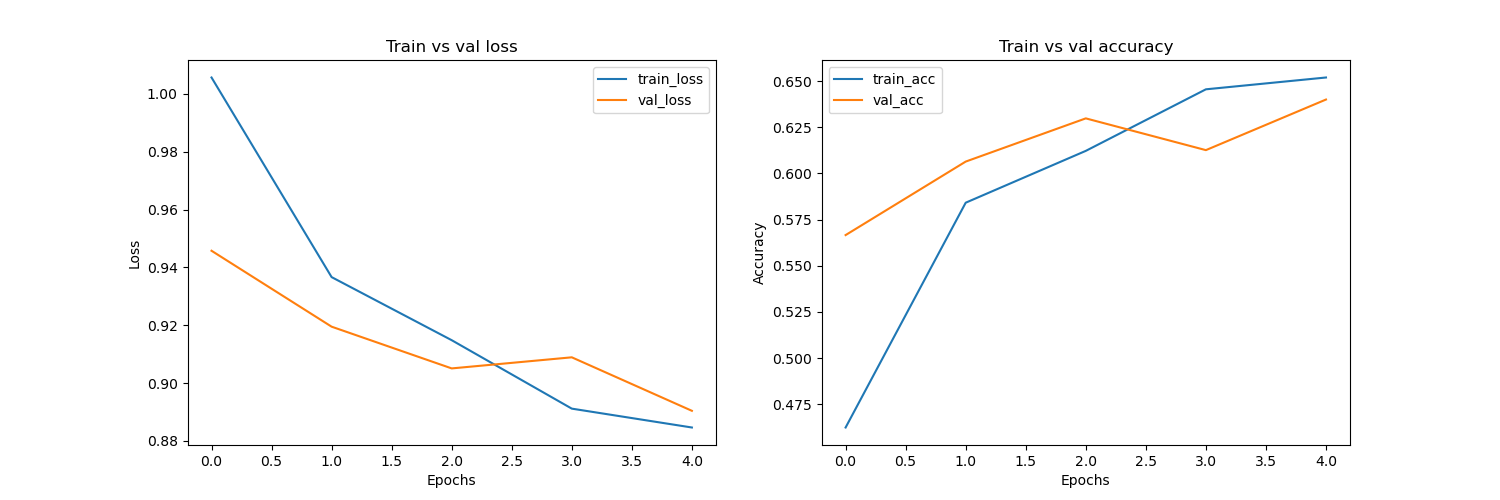 Train vs val loss
train_loss
val_loss
1.00
0.98
0.96
0.94
0.92
0.90
0.88
Loss
0.0 0.5 1.0 1.5 2.0 2.5 3.0 3.5 4.0
Epochs
Train vs val accuracy
train_acc
val_acc
0.650
0.625
0.600
0.575
0.550
0.525
0.500
0.475
Accuracy
0.0 0.5 1.0 1.5 2.0 2.5 3.0 3.5 4.0
Epochs